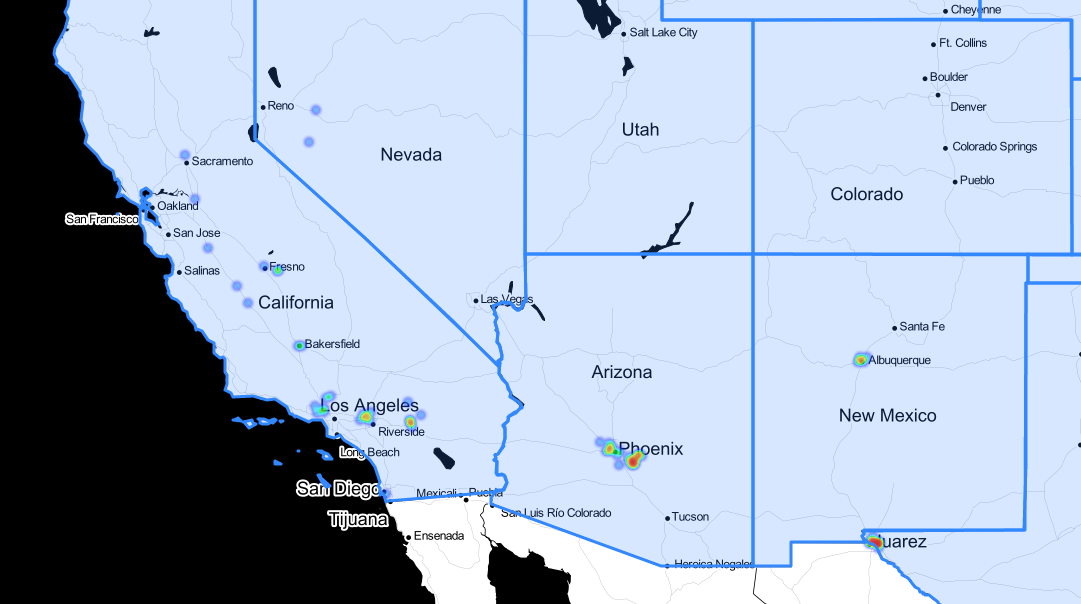 Cheyenne
Salt Lake City
Ft. Collins
Boulder
Denver
Reno
Utah
Nevada
Colorado Springs
Sacramento
Pueblo
Colorado
Oakland
San Francisco
San Jose
Fresno
Salinas
Las Vegas
California
Santa Fe
Bakersfield
Albuquerque
Arizona
Los Angeles
New Mexico
Riverside
Phoenix
Long Beach
San Diego
Mexicali
Puebla
San Luis Río Colorado
Tijuana
Tucson
Ensenada
Juarez
Heroica Nogales